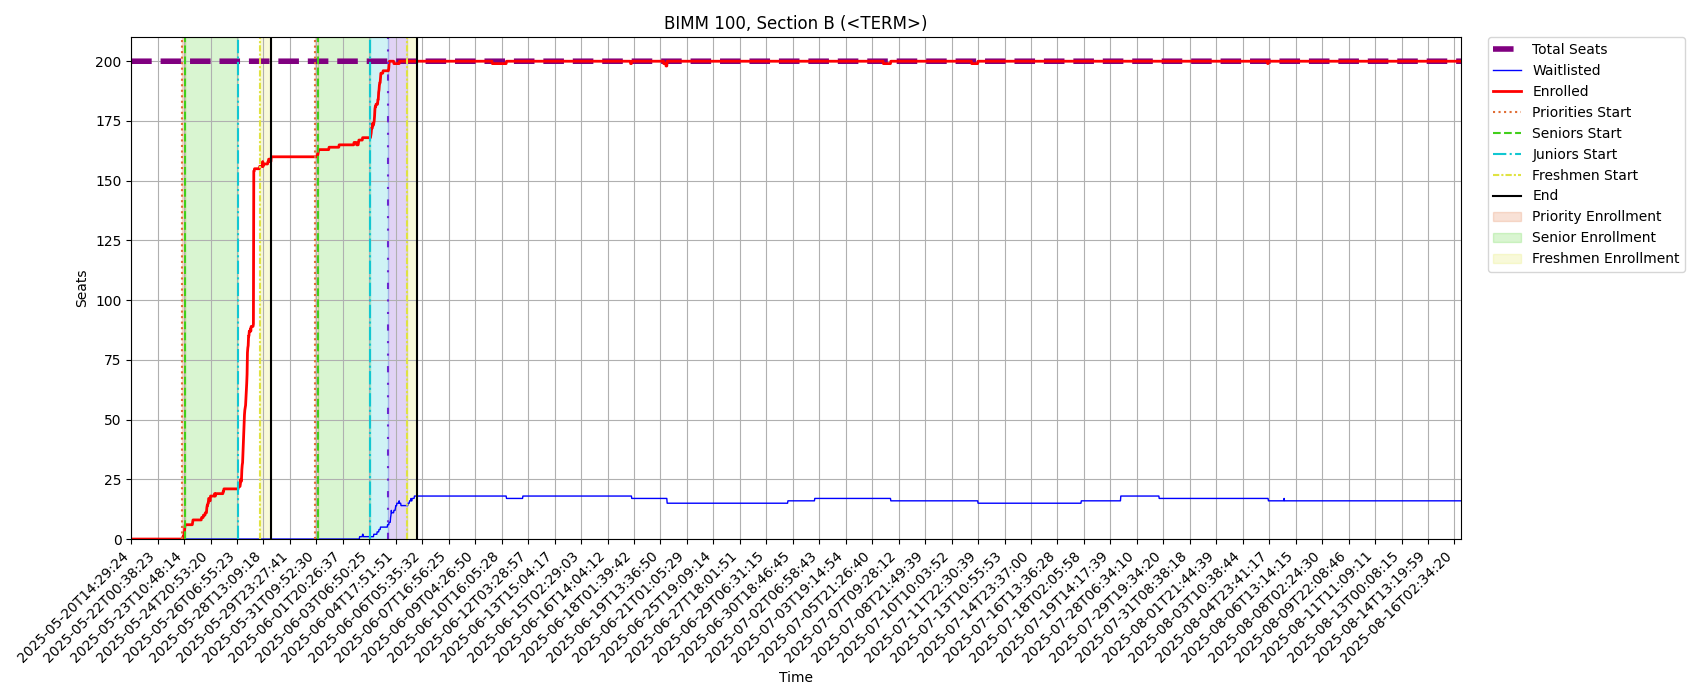 BIMM 100, Section B (<TERM>)
Total Seats
Waitlisted
Enrolled
Priorities Start
Seniors Start
Juniors Start
Freshmen Start
End
Priority Enrollment
Senior Enrollment
Freshmen Enrollment
Seats
200
175
150
125
100
75
50
25
0
2025-05-20T14:29:24
2025-05-22T00:38:23
2025-05-23T10:48:14
2025-05-24T20:53:20
2025-05-26T06:55:23
2025-05-28T13:09:18
2025-05-29T23:27:41
2025-05-31T09:52:30
2025-06-01T20:26:37
2025-06-03T06:50:25
2025-06-04T17:51:51
2025-06-06T05:35:32
2025-06-07T16:56:25
2025-06-09T04:26:50
2025-06-10T16:05:28
2025-06-12T03:28:57
2025-06-13T15:04:17
2025-06-15T02:29:03
2025-06-16T14:04:12
2025-06-18T01:39:42
2025-06-19T13:36:50
2025-06-21T01:05:29
2025-06-25T19:09:14
2025-06-27T18:01:51
2025-06-29T06:31:15
2025-06-30T18:46:45
2025-07-02T06:58:43
2025-07-03T19:14:54
2025-07-05T21:26:40
2025-07-07T09:28:12
2025-07-08T21:49:39
2025-07-10T10:03:52
2025-07-11T22:30:39
2025-07-13T10:55:53
2025-07-14T23:37:00
2025-07-16T13:36:28
2025-07-18T02:05:58
2025-07-19T14:17:39
2025-07-28T06:34:10
2025-07-29T19:34:20
2025-07-31T08:38:18
2025-08-01T21:44:39
2025-08-03T10:38:44
2025-08-04T23:41:17
2025-08-06T13:14:15
2025-08-08T02:24:30
2025-08-09T22:08:46
2025-08-11T11:09:11
2025-08-13T00:08:15
2025-08-14T13:19:59
2025-08-16T02:34:20
Time